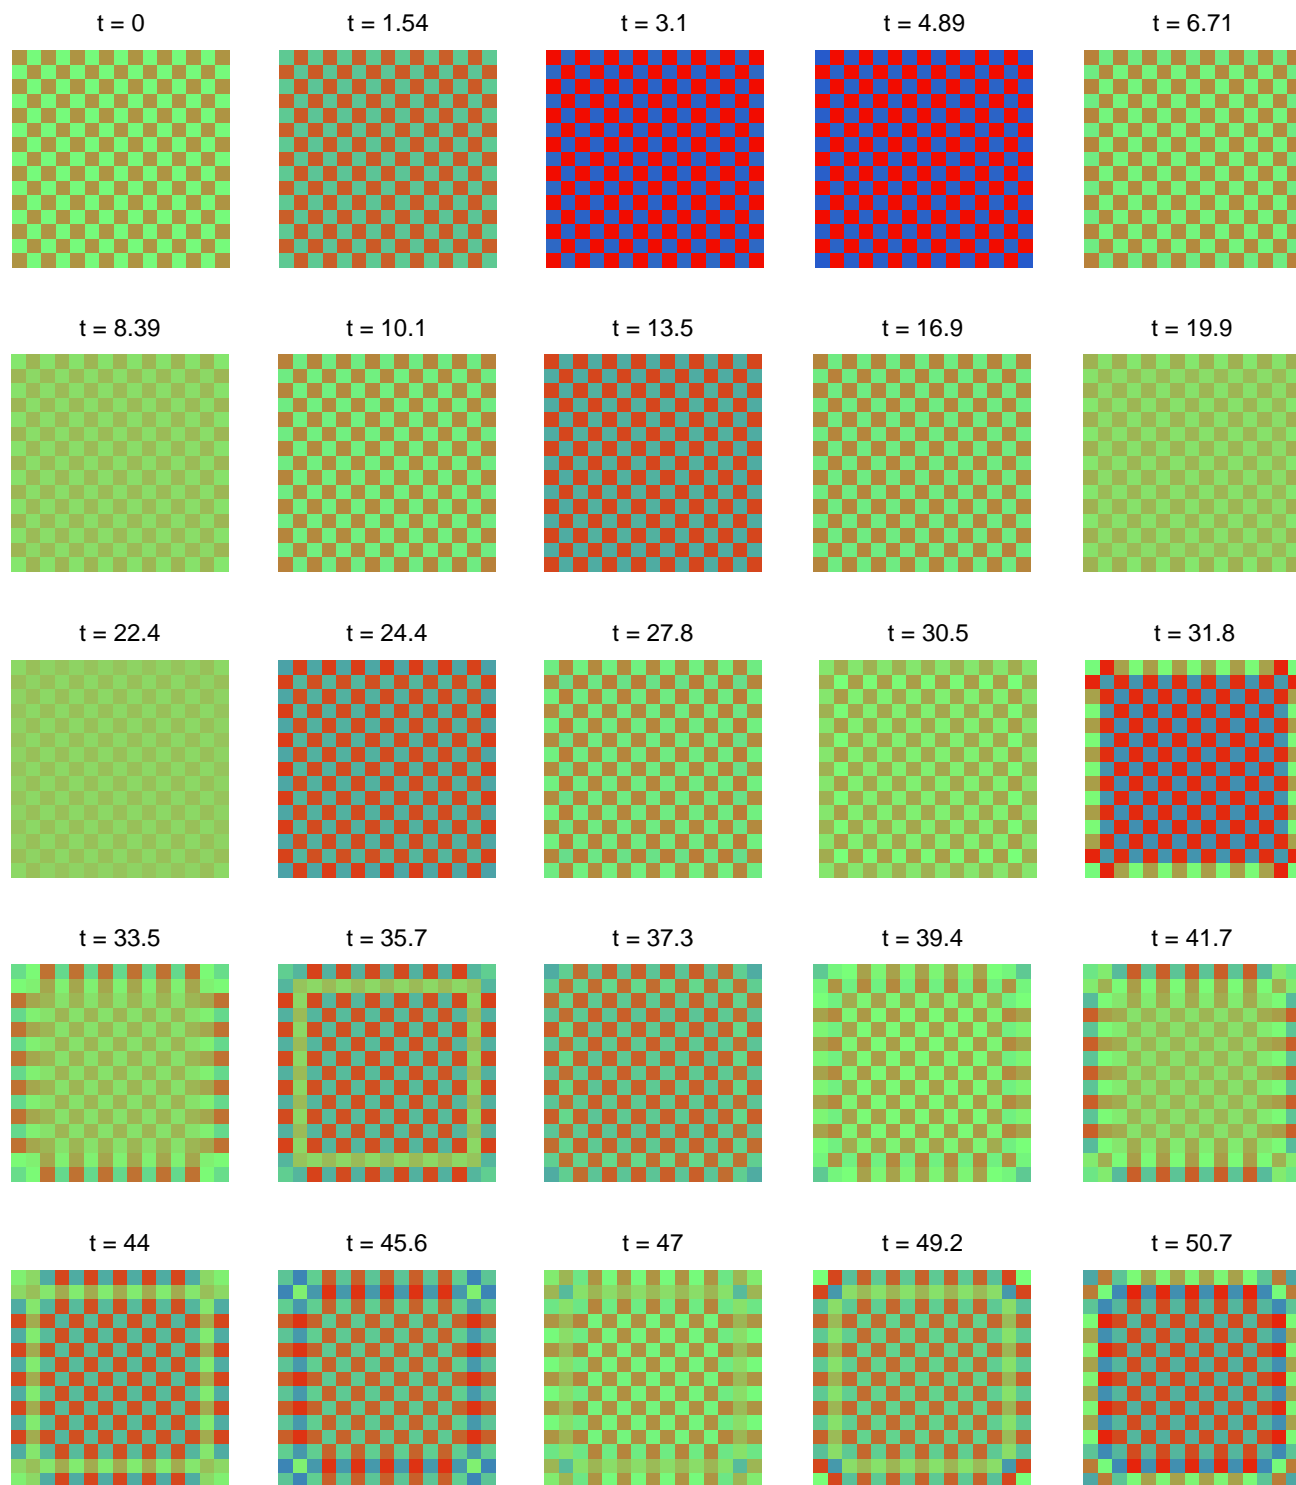 t = 0
t = 1.54
t = 3.1
t = 4.89
t = 6.71
t = 8.39
t = 10.1
t = 13.5
t = 16.9
t = 19.9
t = 22.4
t = 24.4
t = 27.8
t = 30.5
t = 31.8
t = 33.5
t = 35.7
t = 37.3
t = 39.4
t = 41.7
t = 44
t = 45.6
t = 47
t = 49.2
t = 50.7